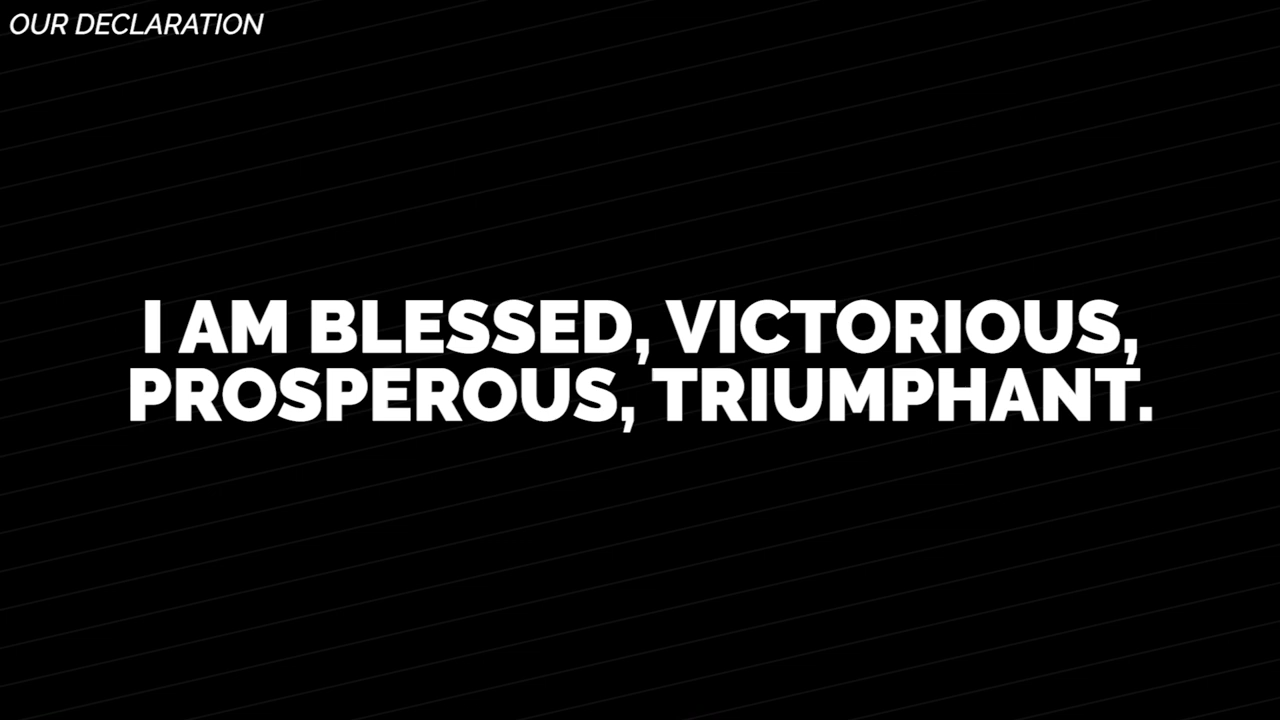 OUR DECLARATION
I AM BLESSED, VICTORIOUS,
PROSPEROUS, TRIUMPHANT.